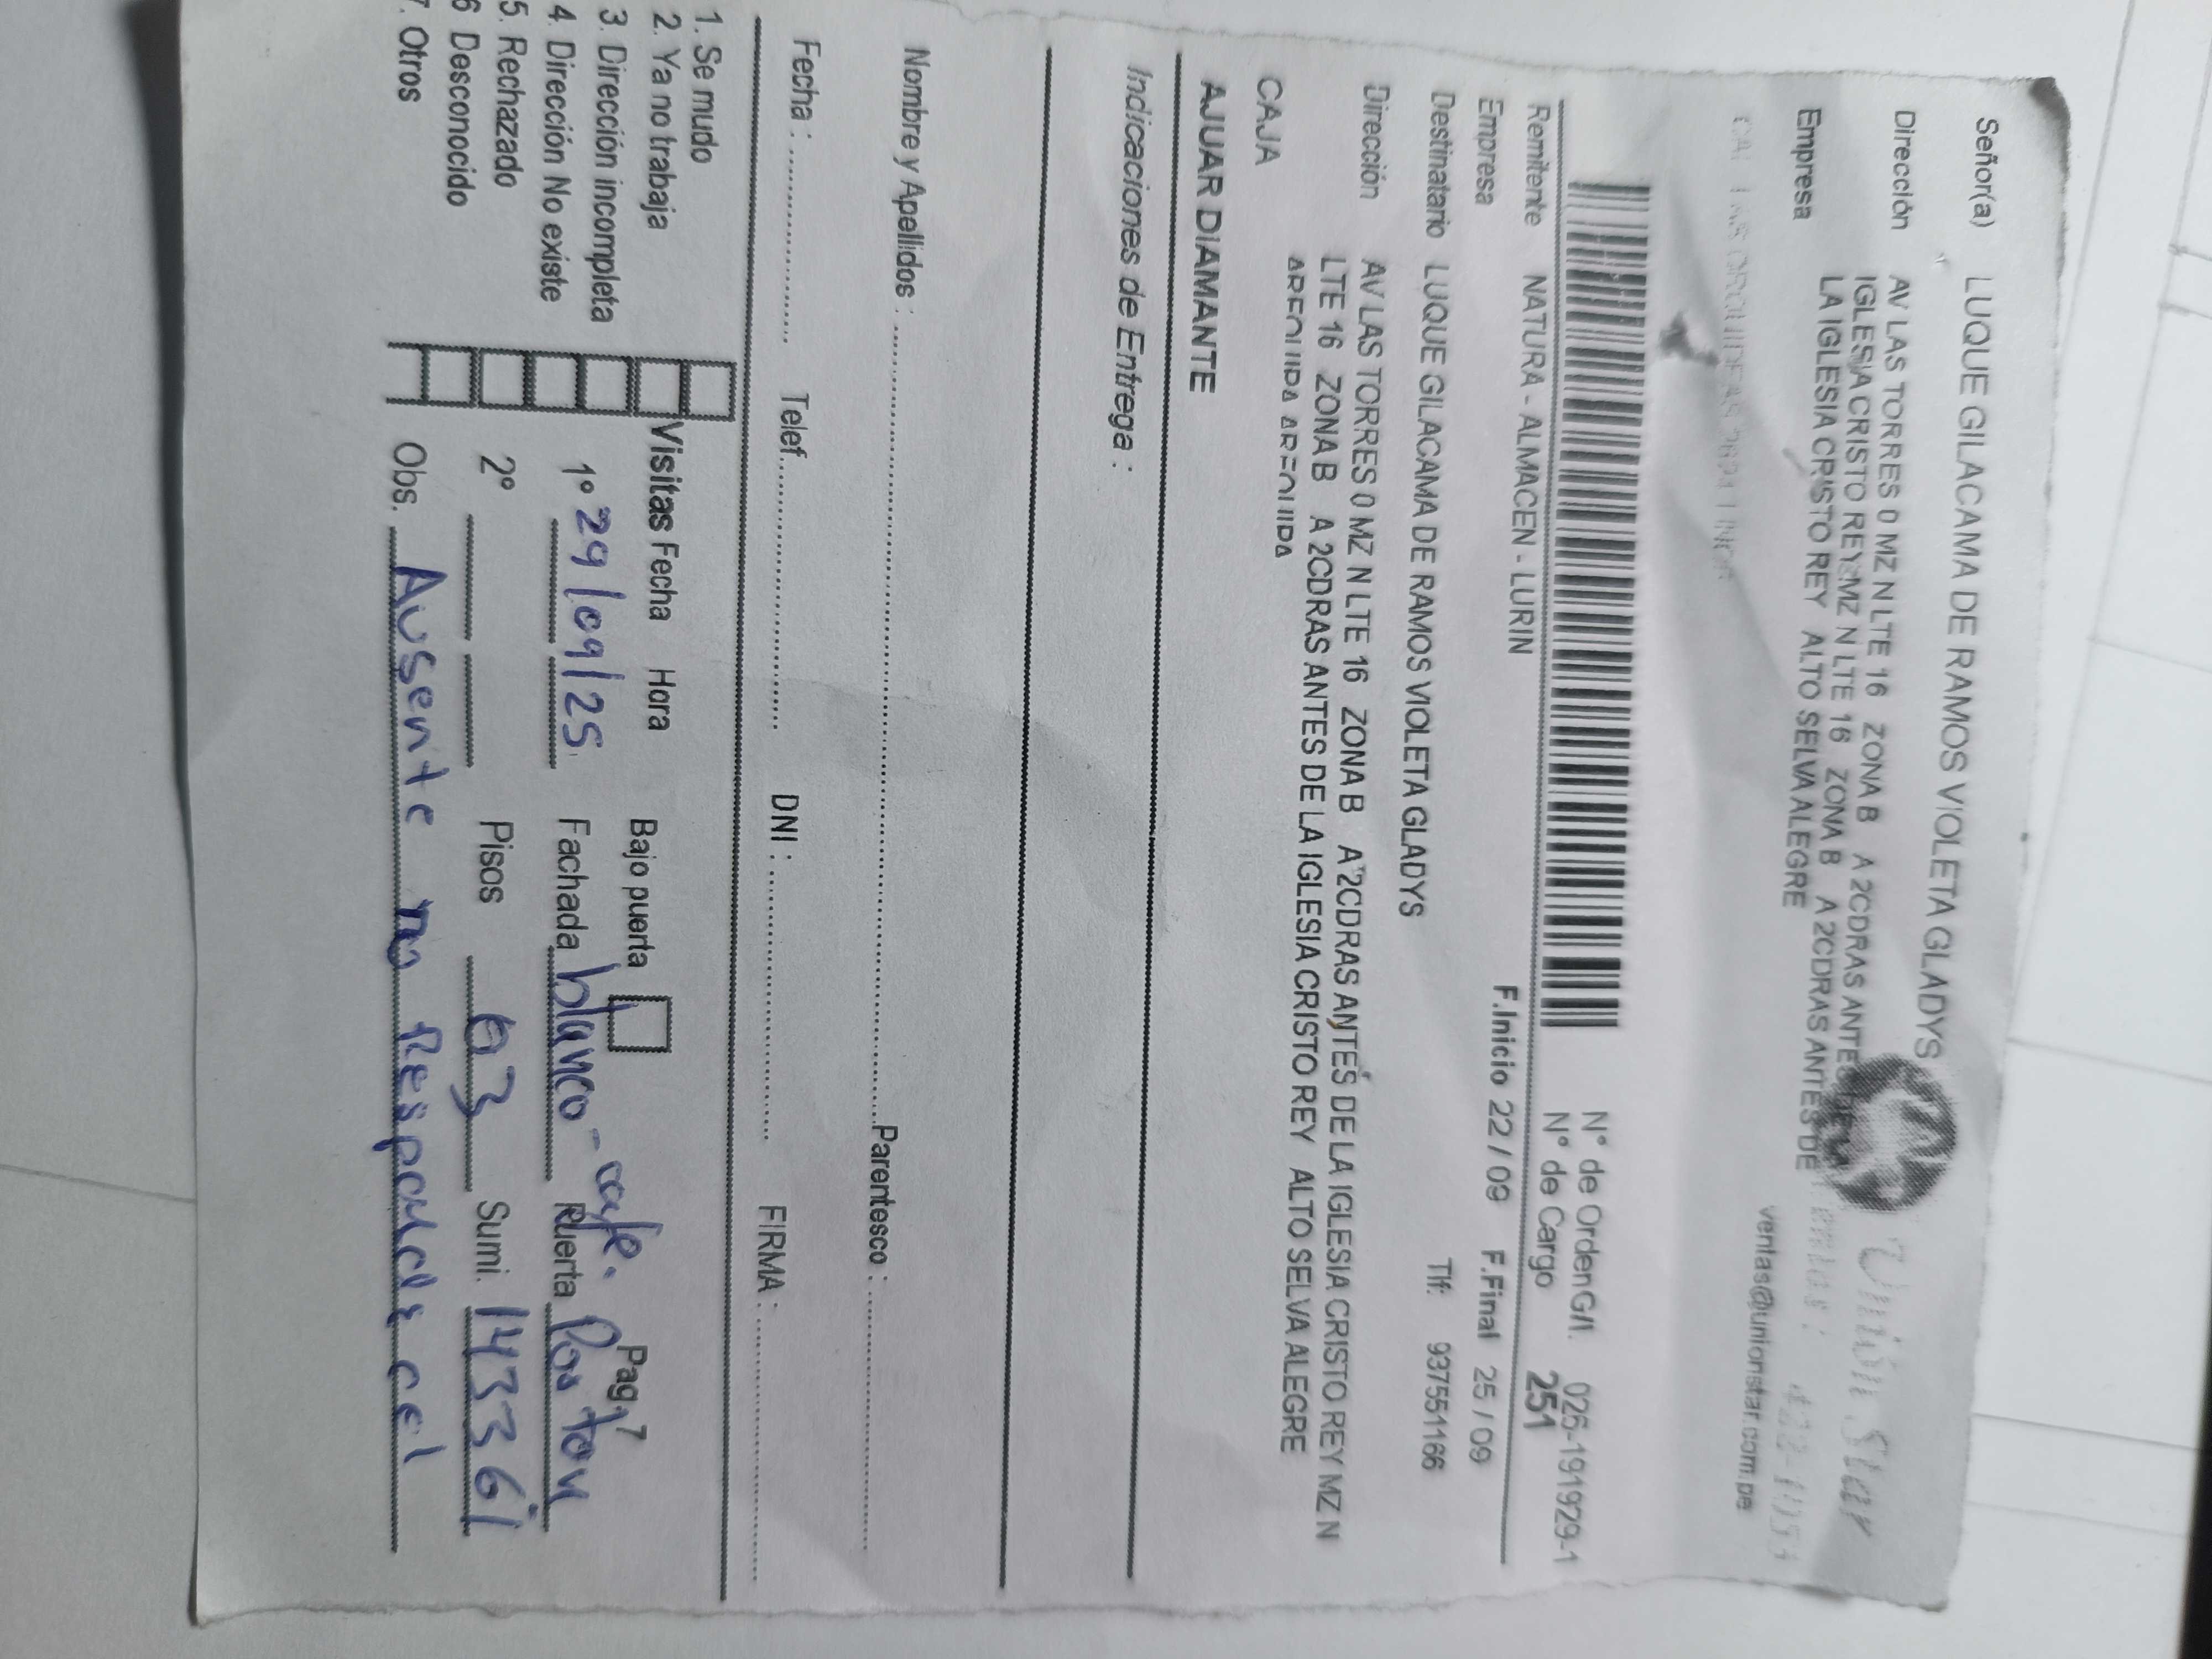 Unión Star
Señor(a) LUQUE GILACAMA DE RAMOS VIOLETA GLADYS
Dirección AV LAS TORRES 0 MZ N LTE 16 ZONA B A 2CDRAS ANTES DE LA
IGLESIA CRISTO REY MZ N LTE 16 ZONA B A 2CDRAS ANTES DE
LA IGLESIA CRISTO REY ALTO SELVA ALEGRE
Empresa
ventas@unionstar.com.pe
N° de Orden G/I. 025-191929-1
N° de Cargo 251
Remitente NATURA - ALMACEN - LURIN
Empresa F.Inicio 22 / 09 F.Final 25 / 09
Destinatario LUQUE GILACAMA DE RAMOS VIOLETA GLADYS Tlf: 937551166
Dirección AV LAS TORRES 0 MZ N LTE 16 ZONA B A 2CDRAS ANTES DE LA IGLESIA CRISTO REY MZ N
LTE 16 ZONA B A 2CDRAS ANTES DE LA IGLESIA CRISTO REY ALTO SELVA ALEGRE
AREQUIPA AREQUIPA
CAJA
AJUAR DIAMANTE
Indicaciones de Entrega :
Nombre y Apellidos : Parentesco :
Fecha : Telef. DNI : FIRMA :
1. Se mudo
2. Ya no trabaja
3. Dirección incompleta
4. Dirección No existe
5. Rechazado
6 Desconocido
7. Otros
Visitas Fecha Hora Bajo puerta Pag.7
1° 29/09/25 Fachada blanco - cafe. Puerta
2° Pisos 03 Sumi. 143361
Obs. Ausente no Responde cel